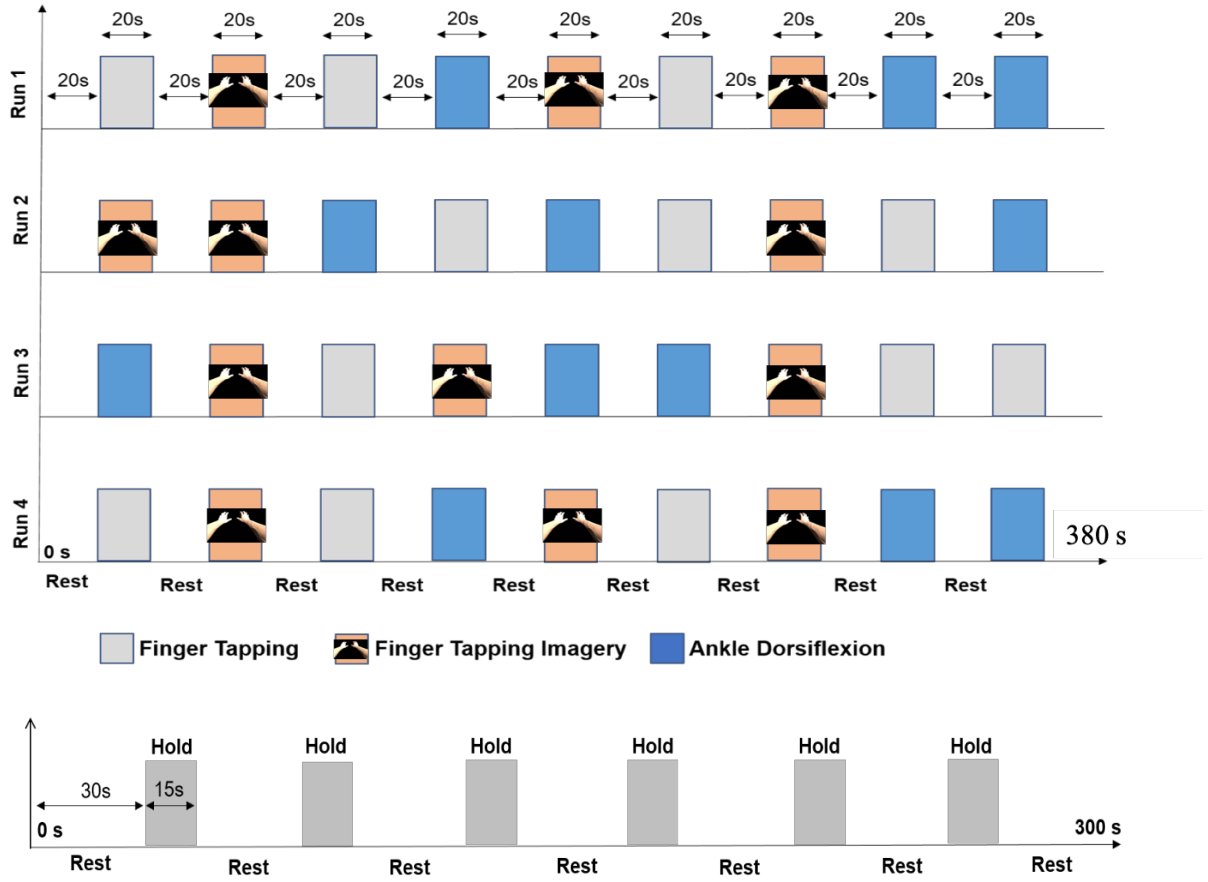 20s 20s 20s 20s 20s 20s 20s 20s 20s
20s 20s 20s 20s 20s 20s 20s 20s 20s
Run 1
Run 2
Run 3
Run 4
0 s
380 s
Rest Rest Rest Rest Rest Rest Rest Rest Rest
Finger Tapping Finger Tapping Imagery Ankle Dorsiflexion
Hold Hold Hold Hold Hold Hold
30s 15s
0 s 300 s
Rest Rest Rest Rest Rest Rest Rest